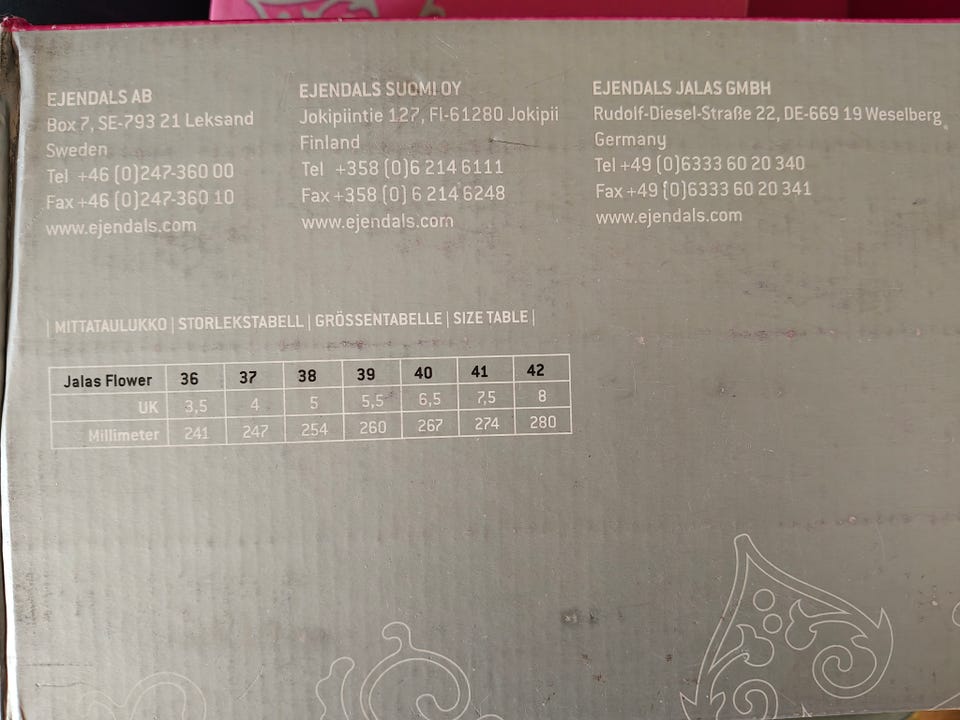 EJENDALS AB
Box 7, SE-793 21 Leksand
Sweden
Tel +46 (0)247-360 00
Fax +46 (0)247-360 10
www.ejendals.com
EJENDALS SUOMI OY
Jokipiintie 127, FI-61280 Jokipii
Finland
Tel +358 (0)6 214 6111
Fax +358 (0) 6 214 6248
www.ejendals.com
EJENDALS JALAS GMBH
Rudolf-Diesel-Straße 22, DE-669 19 Weselberg
Germany
Tel +49 (0)6333 60 20 340
Fax +49 (0)6333 60 20 341
www.ejendals.com
| MITTATAULUKKO | STORLEKSTABELL | GRÖSSENTABELLE | SIZE TABLE |
Jalas Flower 36 37 38 39 40 41 42
UK 3,5 4 5 5,5 6,5 7,5 8
Millimeter 241 247 254 260 267 274 280